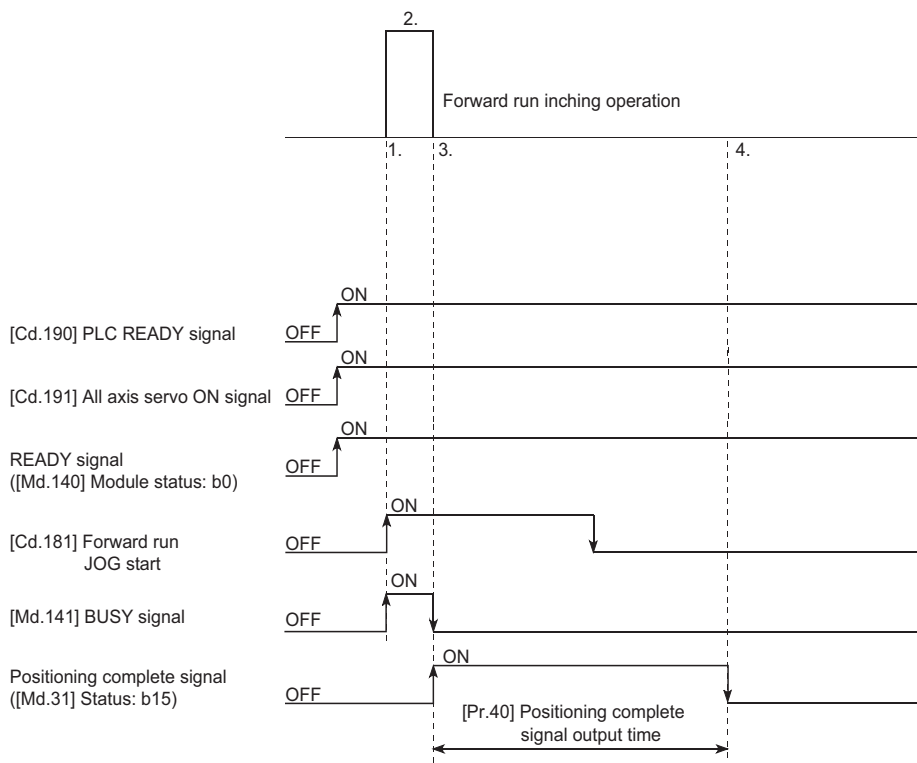 2.
Forward run inching operation
1.
3.
4.
ON
[Cd.190] PLC READY signal
OFF
ON
[Cd.191] All axis servo ON signal
OFF
ON
READY signal
([Md.140] Module status: b0)
OFF
ON
[Cd.181] Forward run
JOG start
OFF
ON
[Md.141] BUSY signal
OFF
ON
Positioning complete signal
([Md.31] Status: b15)
OFF
[Pr.40] Positioning complete
signal output time